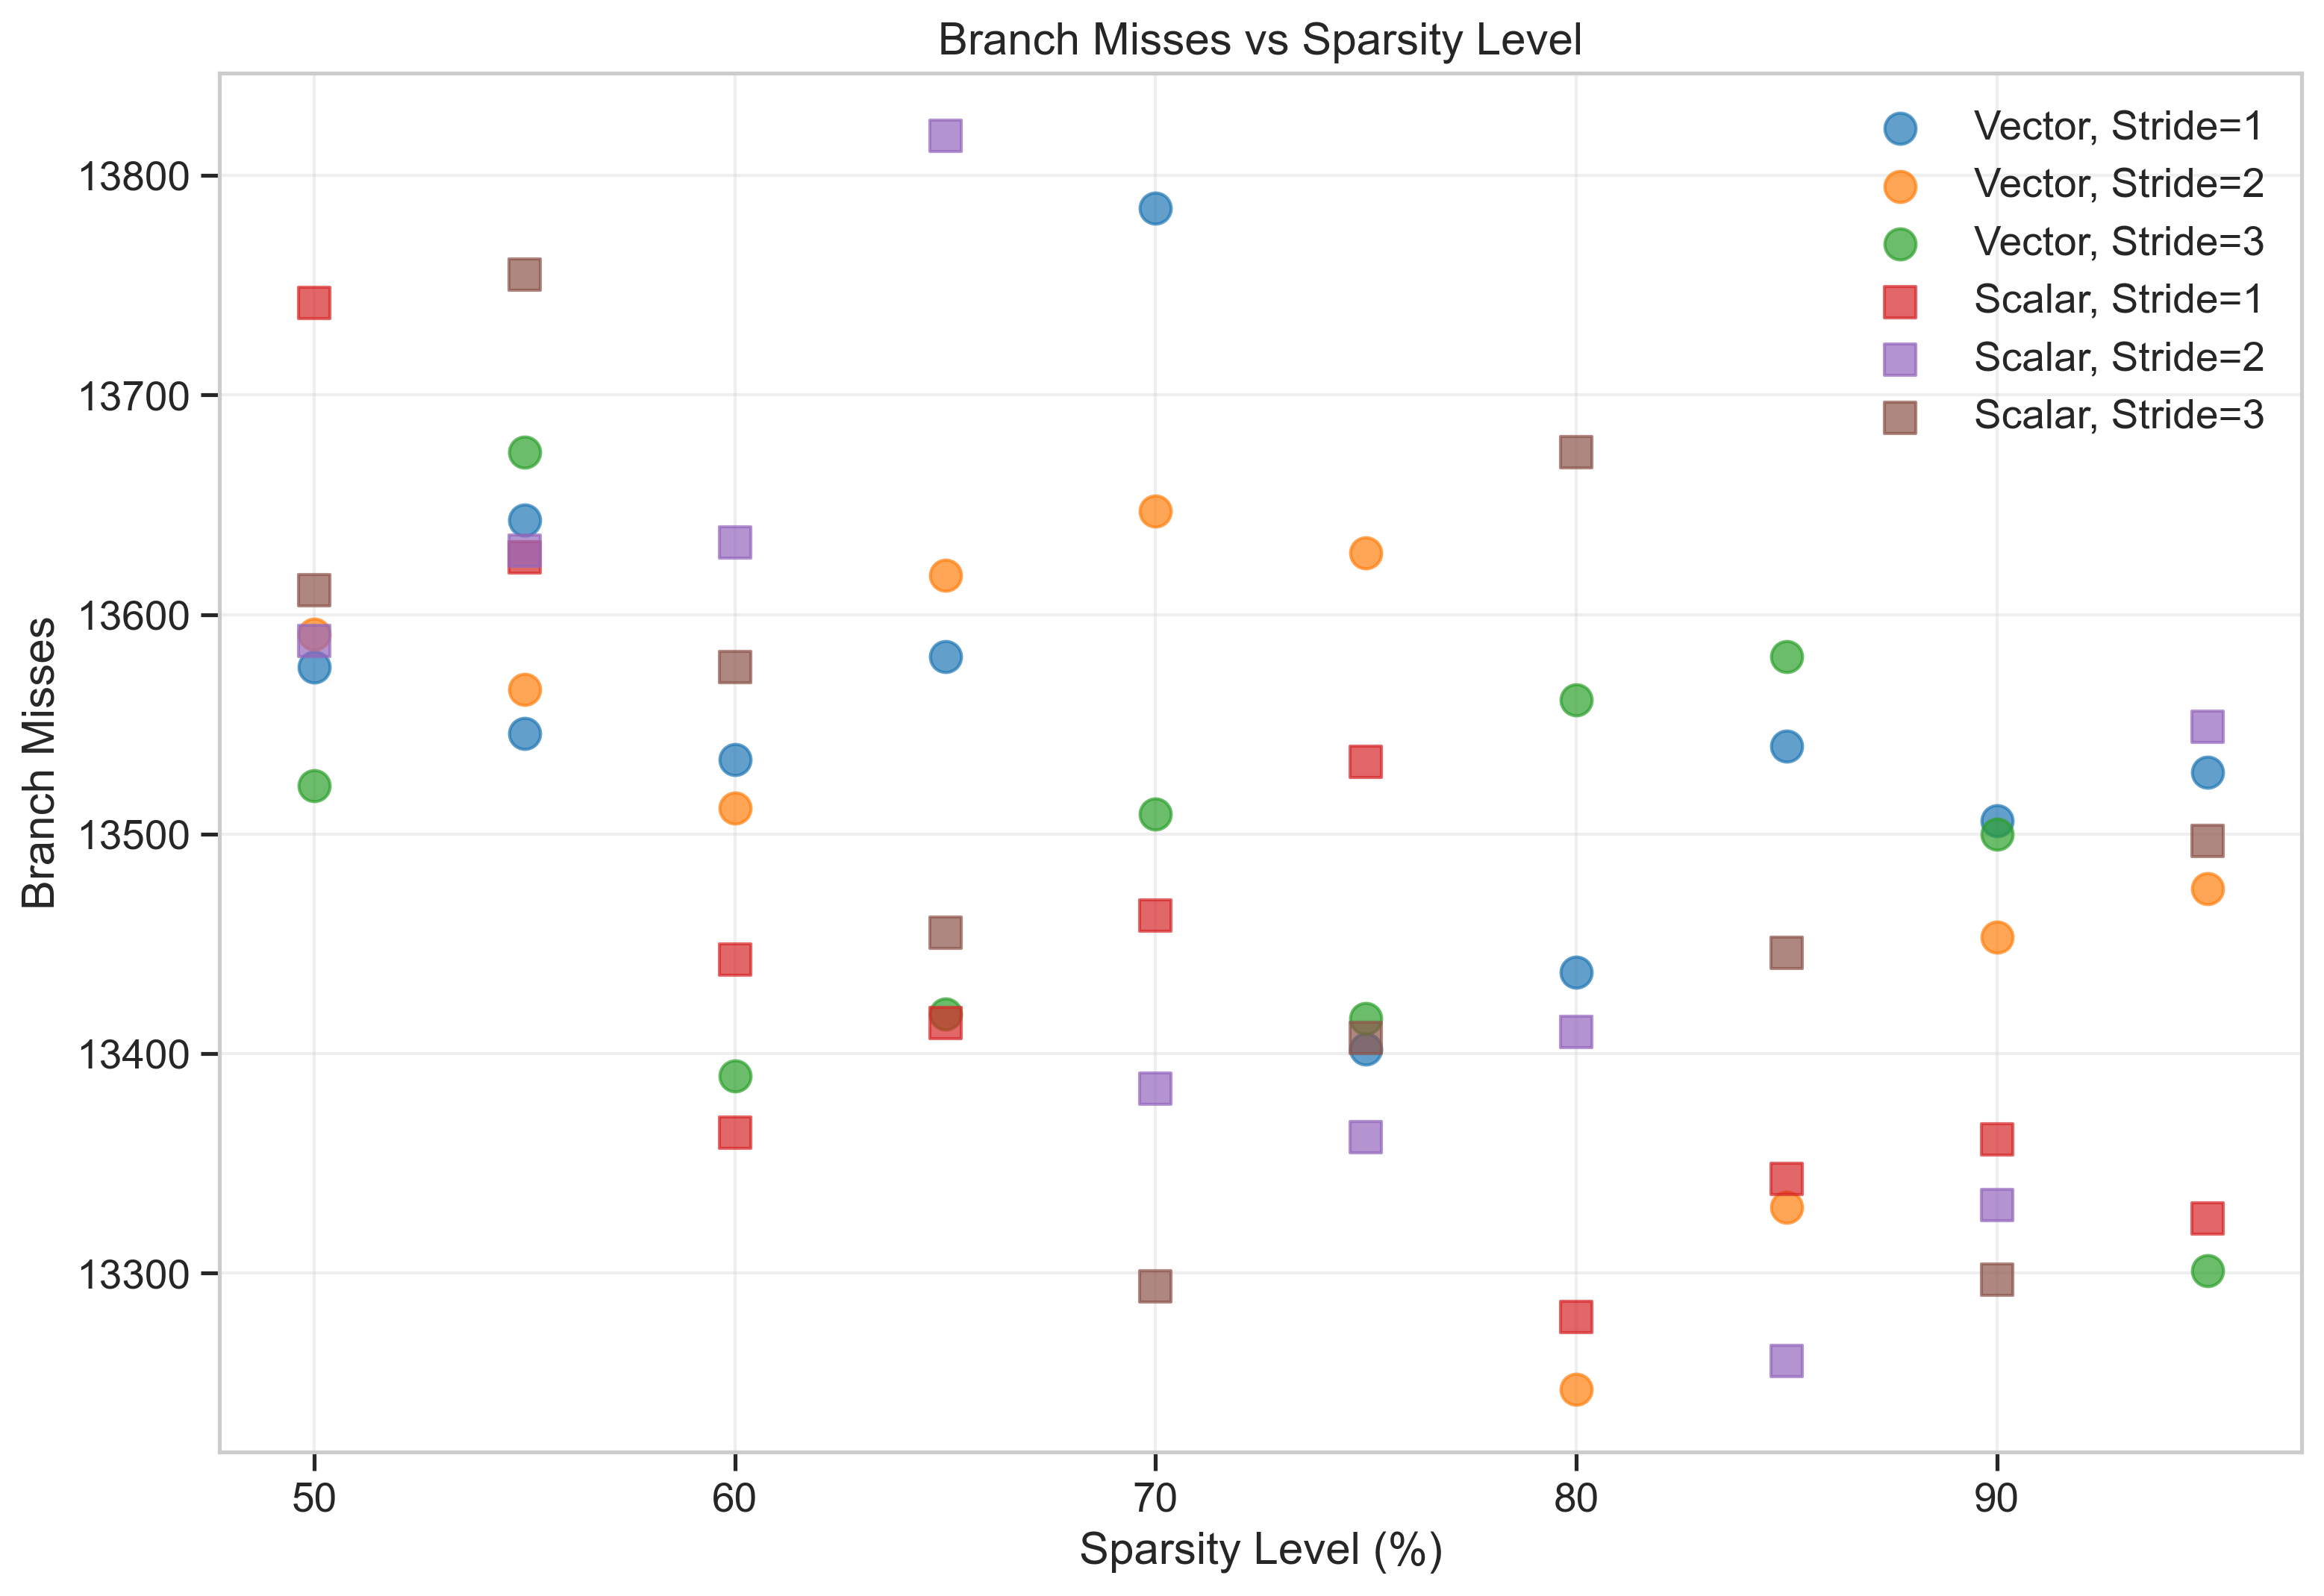 Branch Misses vs Sparsity Level
Vector, Stride=1
Vector, Stride=2
Vector, Stride=3
Scalar, Stride=1
Scalar, Stride=2
Scalar, Stride=3
Branch Misses
13800
13700
13600
13500
13400
13300
50 60 70 80 90
Sparsity Level (%)